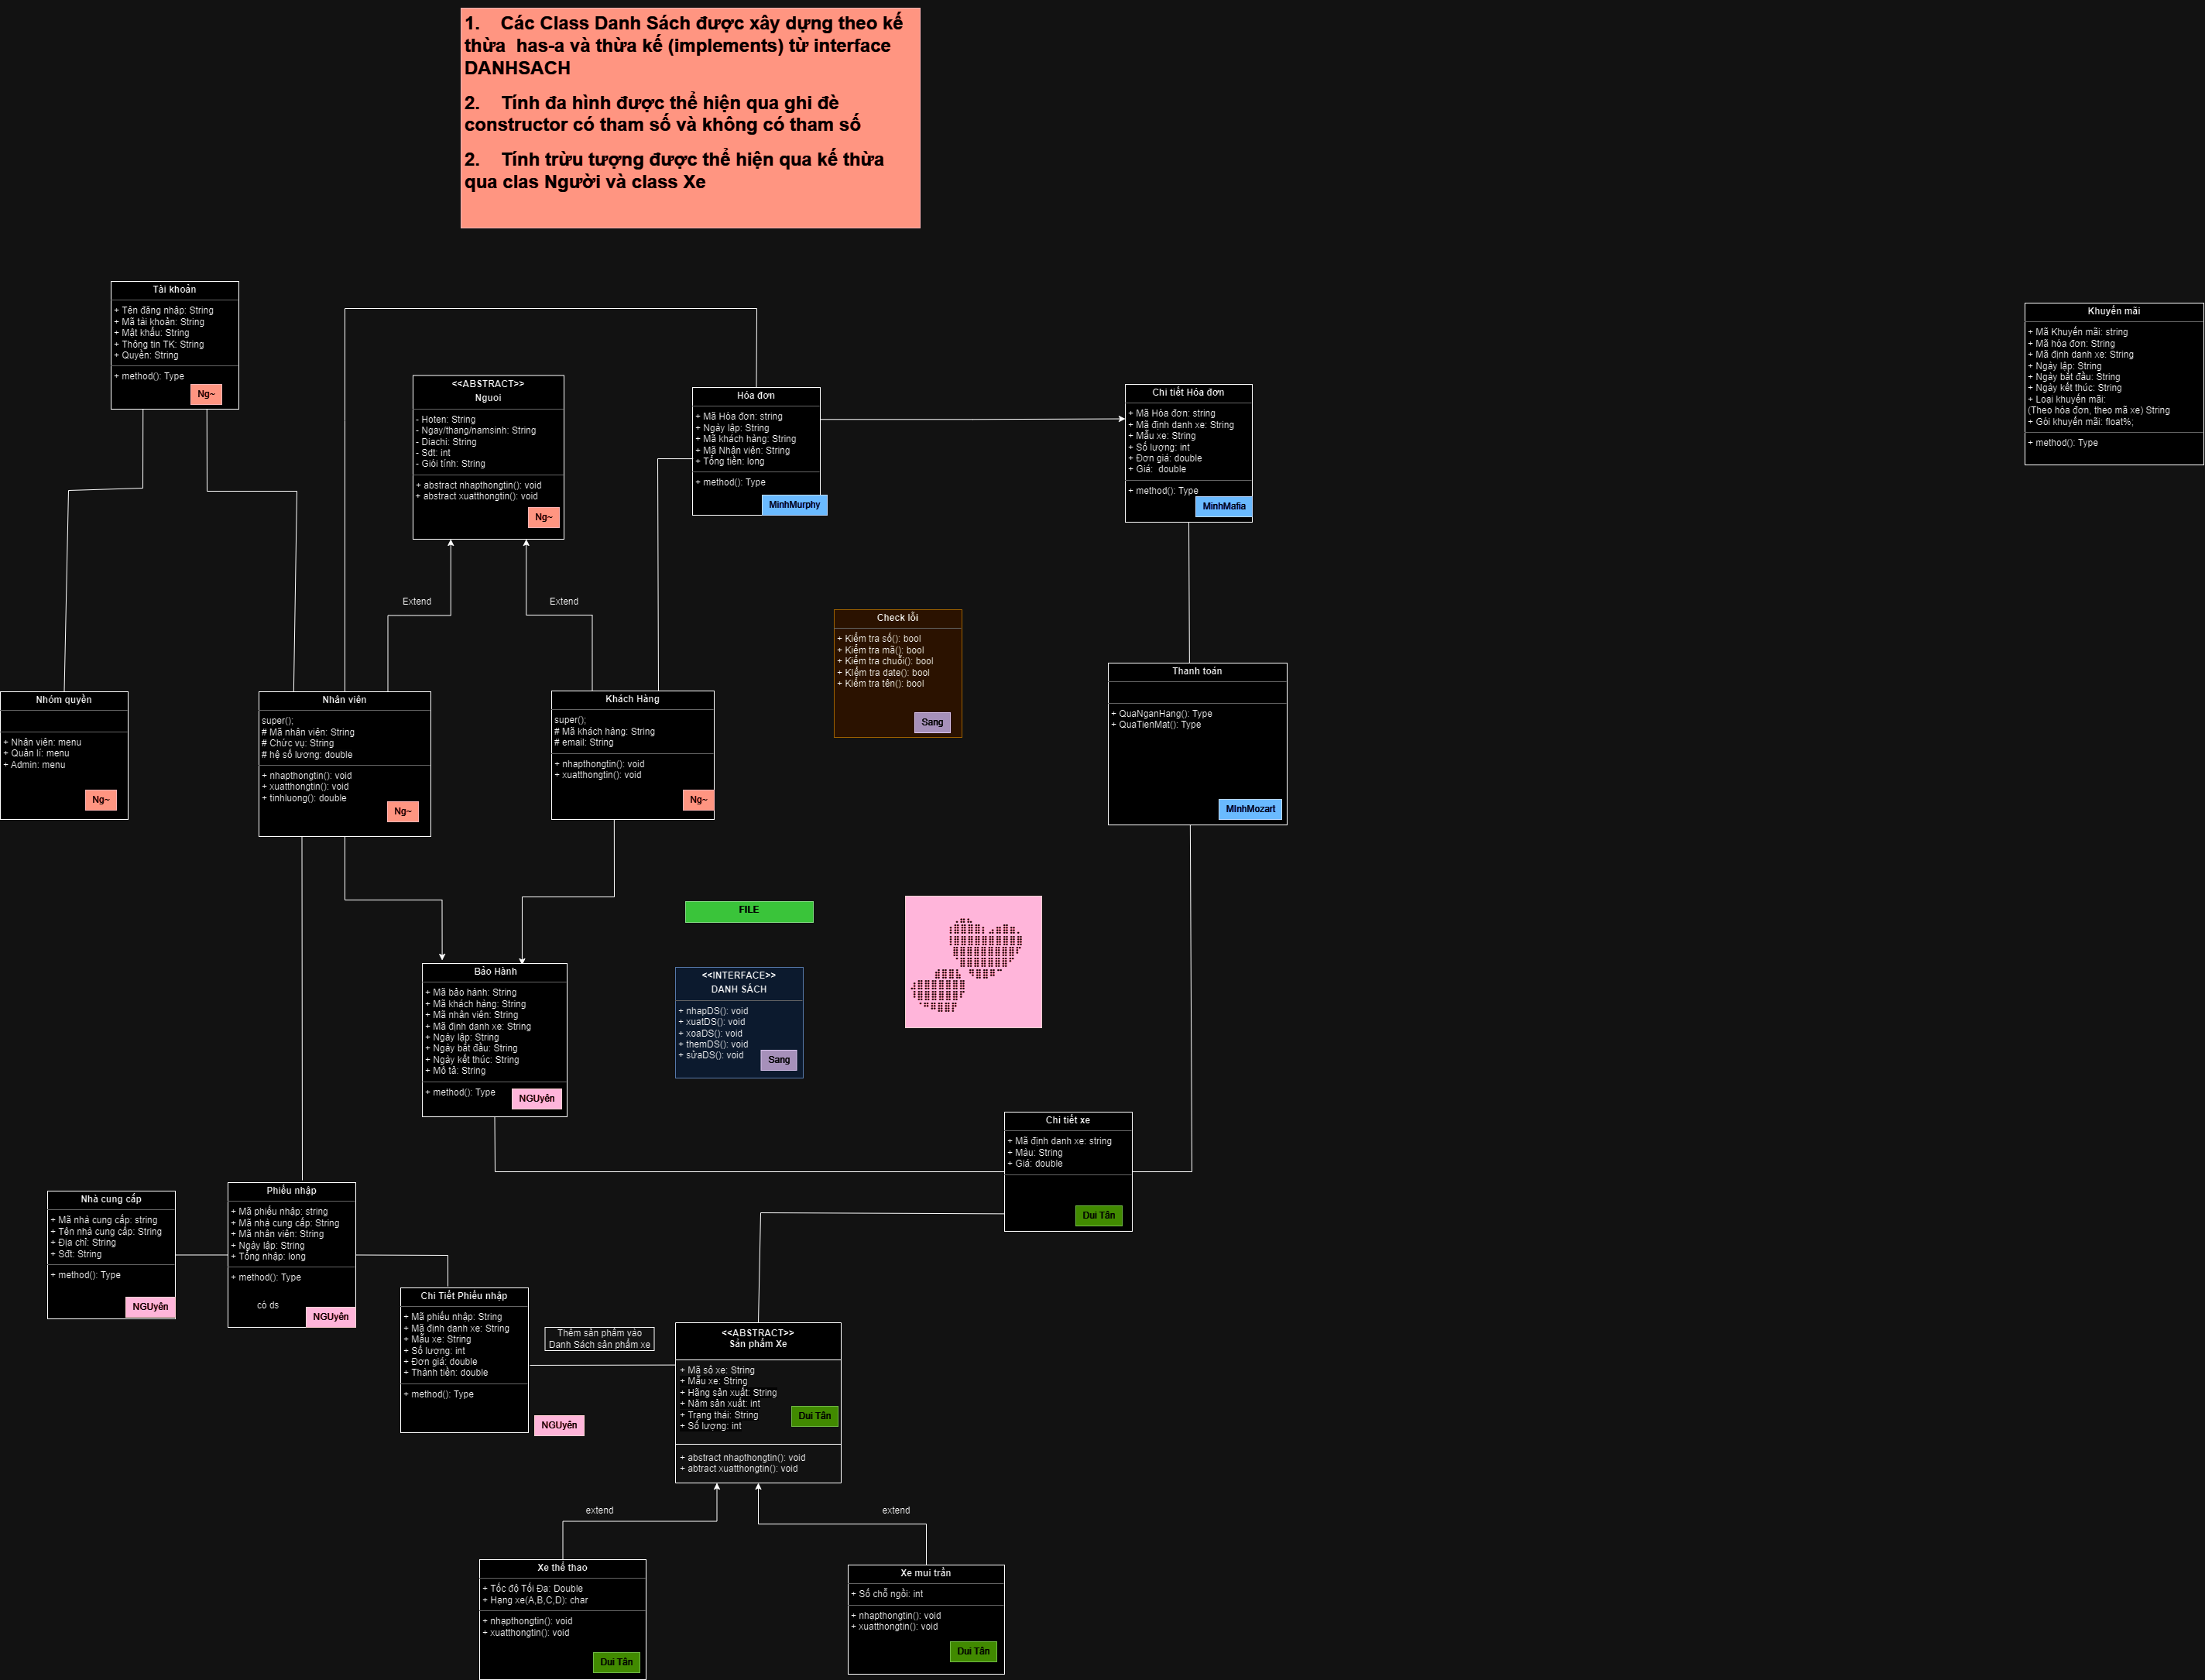 1. Các Class Danh Sách được xây dựng theo kế
thừa has-a và thừa kế (implements) từ interface
DANHSACH
2. Tính đa hình được thể hiện qua ghi đè
constructor có tham số và không có tham số
2. Tính trừu tượng được thể hiện qua kế thừa
qua clas Người và class Xe
Tài khoản
+ Tên đăng nhập: String
+ Mã tài khoản: String
+ Mật khẩu: String
+ Thông tin TK: String
+ Quyền: String
+ method(): Type
Ng~
<<ABSTRACT>>
Nguoi
- Hoten: String
- Ngay/thang/namsinh: String
- Diachi: String
- Sdt: int
- Giới tính: String
+ abstract nhapthongtin(): void
+ abstract xuatthongtin(): void
Ng~
Hóa đơn
+ Mã Hóa đơn: string
+ Ngày lập: String
+ Mã khách hàng: String
+ Mã Nhân viên: String
+ Tổng tiền: long
+ method(): Type
MinhMurphy
Chi tiết Hóa đơn
+ Mã Hóa đơn: string
+ Mã định danh xe: String
+ Mẫu xe: String
+ Số lượng: int
+ Đơn giá: double
+ Giá: double
+ method(): Type
MinhMafia
Khuyến mãi
+ Mã Khuyến mãi: string
+ Mã hóa đơn: String
+ Mã định danh xe: String
+ Ngày lập: String
+ Ngày bắt đầu: String
+ Ngày kết thúc: String
+ Loại khuyến mãi:
(Theo hóa đơn, theo mã xe) String
+ Gói khuyến mãi: float%;
+ method(): Type
Extend
Extend
Check lỗi
+ Kiểm tra số(): bool
+ Kiểm tra mã(): bool
+ Kiểm tra chuỗi(): bool
+ Kiểm tra date(): bool
+ Kiểm tra tên(): bool
Sang
Nhóm quyền
+ Nhân viên: menu
+ Quản lí: menu
+ Admin: menu
Ng~
Nhân viên
super();
# Mã nhân viên: String
# Chức vụ: String
# hệ số lương: double
+ nhapthongtin(): void
+ xuatthongtin(): void
+ tinhluong(): double
Ng~
Khách Hàng
super();
# Mã khách hàng: String
# email: String
+ nhapthongtin(): void
+ xuatthongtin(): void
Ng~
Thanh toán
+ QuaNganHang(): Type
+ QuaTienMat(): Type
MInhMozart
FILE
Bảo Hành
+ Mã bảo hành: String
+ Mã khách hàng: String
+ Mã nhân viên: String
+ Mã định danh xe: String
+ Ngày lập: String
+ Ngày bắt đầu: String
+ Ngày kết thúc: String
+ Mô tả: String
+ method(): Type
NGUyên
<<INTERFACE>>
DANH SÁCH
+ nhapDS(): void
+ xuatDS(): void
+ xoaDS(): void
+ themDS(): void
+ sửaDS(): void
Sang
Chi tiết xe
+ Mã định danh xe: string
+ Màu: String
+ Giá: double
Dui Tân
Nhà cung cấp
+ Mã nhà cung cấp: string
+ Tên nhà cung cấp: String
+ Địa chỉ: String
+ Sđt: String
+ method(): Type
NGUyên
Phiếu nhập
+ Mã phiếu nhập: string
+ Mã nhà cung cấp: String
+ Mã nhân viên: String
+ Ngày lập: String
+ Tổng nhập: long
+ method(): Type
có ds
NGUyên
Chi Tiết Phiếu nhập
+ Mã phiếu nhập: String
+ Mã định danh xe: String
+ Mẫu xe: String
+ Số lượng: int
+ Đơn giá: double
+ Thành tiền: double
+ method(): Type
NGUyên
Thêm sản phẩm vào
Danh Sách sản phẩm xe
<<ABSTRACT>>
Sản phẩm Xe
+ Mã số xe: String
+ Mẫu xe: String
+ Hãng sản xuất: String
+ Năm sản xuất: int
+ Trạng thái: String
+ Số lượng: int
Dui Tân
+ abstract nhapthongtin(): void
+ abtract xuatthongtin(): void
extend
extend
Xe thể thao
+ Tốc độ Tối Đa: Double
+ Hạng xe(A,B,C,D): char
+ nhapthongtin(): void
+ xuatthongtin(): void
Dui Tân
Xe mui trần
+ Số chỗ ngồi: int
+ nhapthongtin(): void
+ xuatthongtin(): void
Dui Tân